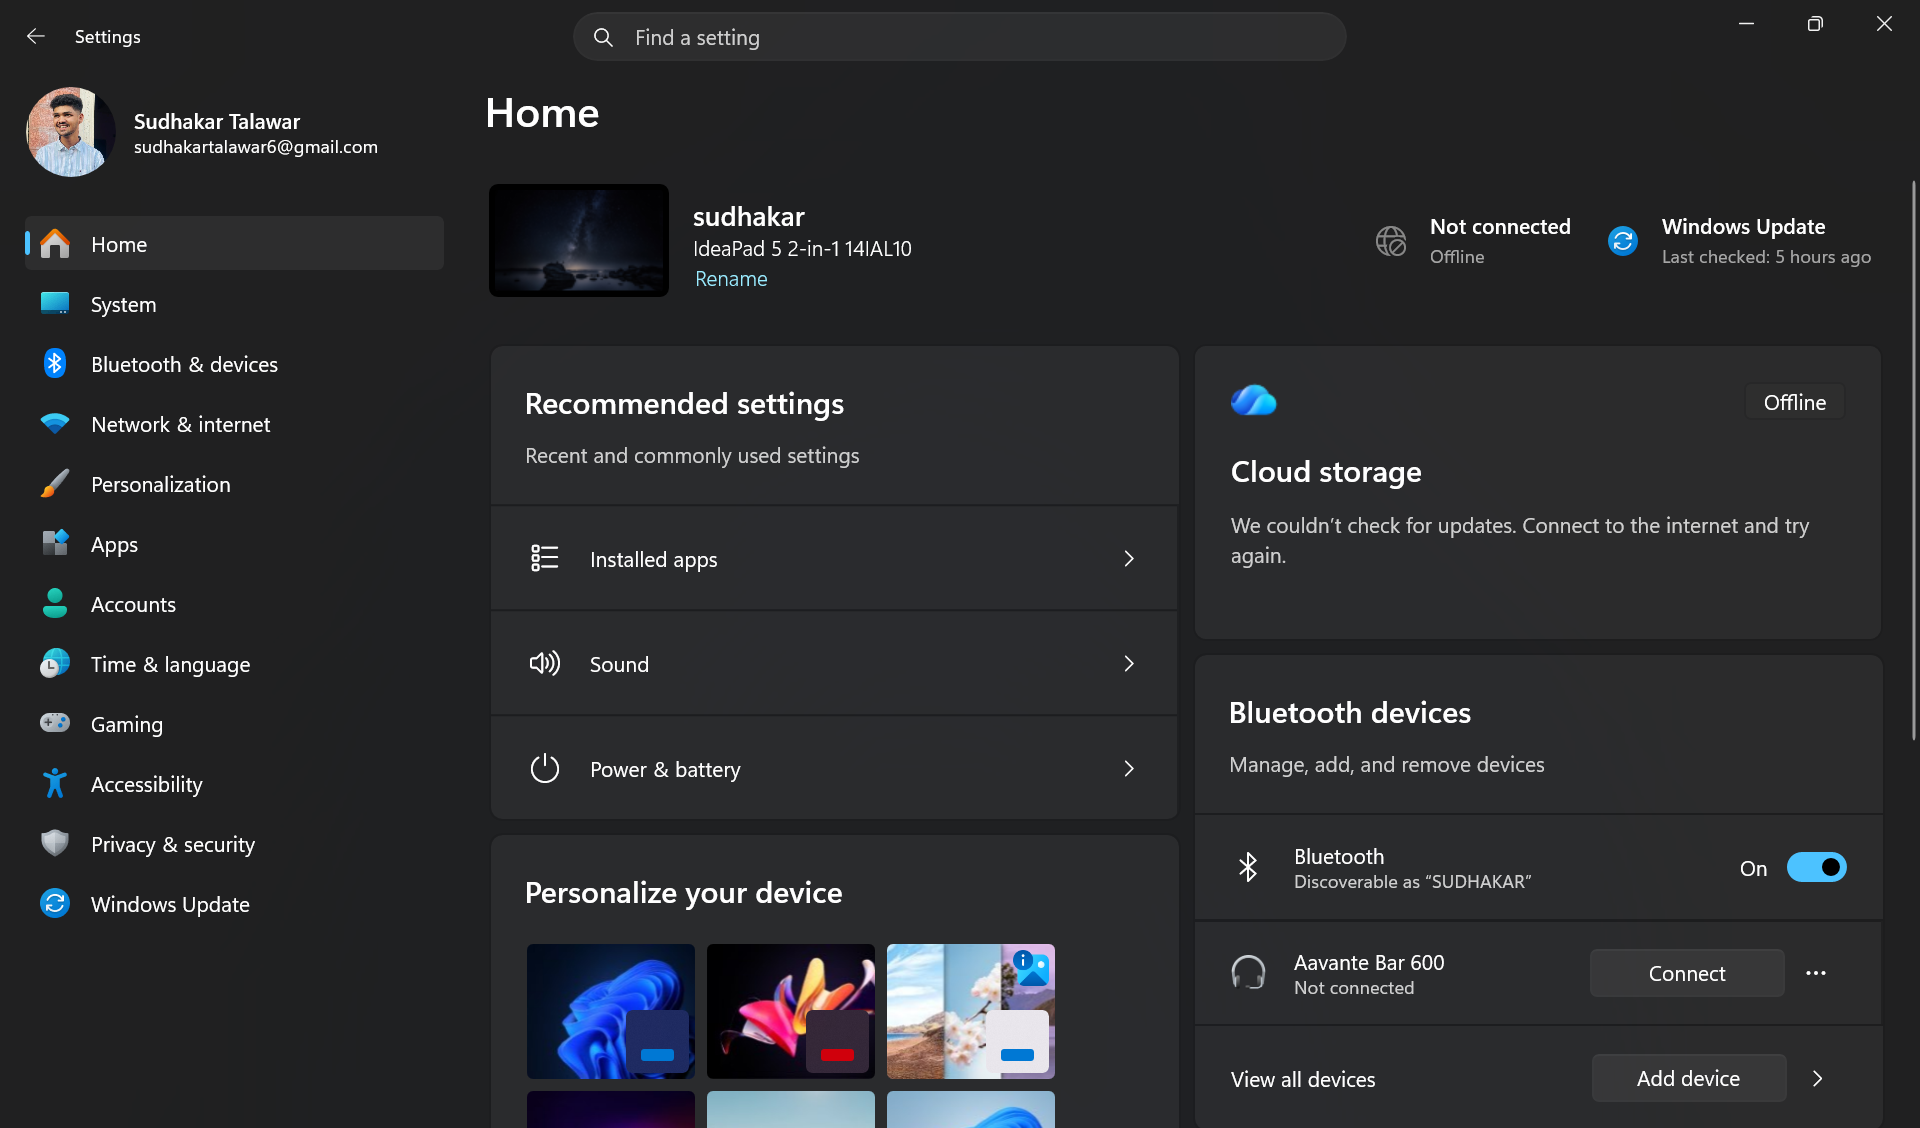 Settings
Find a setting
Sudhakar Talawar
sudhakartalawar6@gmail.com
Home
System
Bluetooth & devices
Network & internet
Personalization
Apps
Accounts
Time & language
Gaming
Accessibility
Privacy & security
Windows Update
Home
sudhakar
IdeaPad 5 2-in-1 14IAL10
Rename
Not connected
Offline
Windows Update
Last checked: 5 hours ago
Recommended settings
Recent and commonly used settings
Installed apps
Sound
Power & battery
Personalize your device
Offline
Cloud storage
We couldn't check for updates. Connect to the internet and try
again.
Bluetooth devices
Manage, add, and remove devices
Bluetooth
Discoverable as “SUDHAKAR”
On
Aavante Bar 600
Not connected
Connect
View all devices
Add device